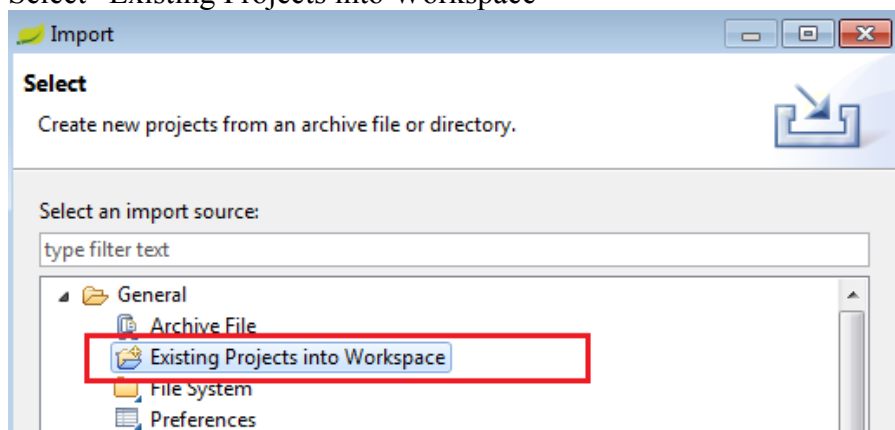 Select "Existing Projects into Workspace"
Import
Select
Create new projects from an archive file or directory.
Select an import source:
type filter text
General
Archive File
Existing Projects into Workspace
File System
Preferences